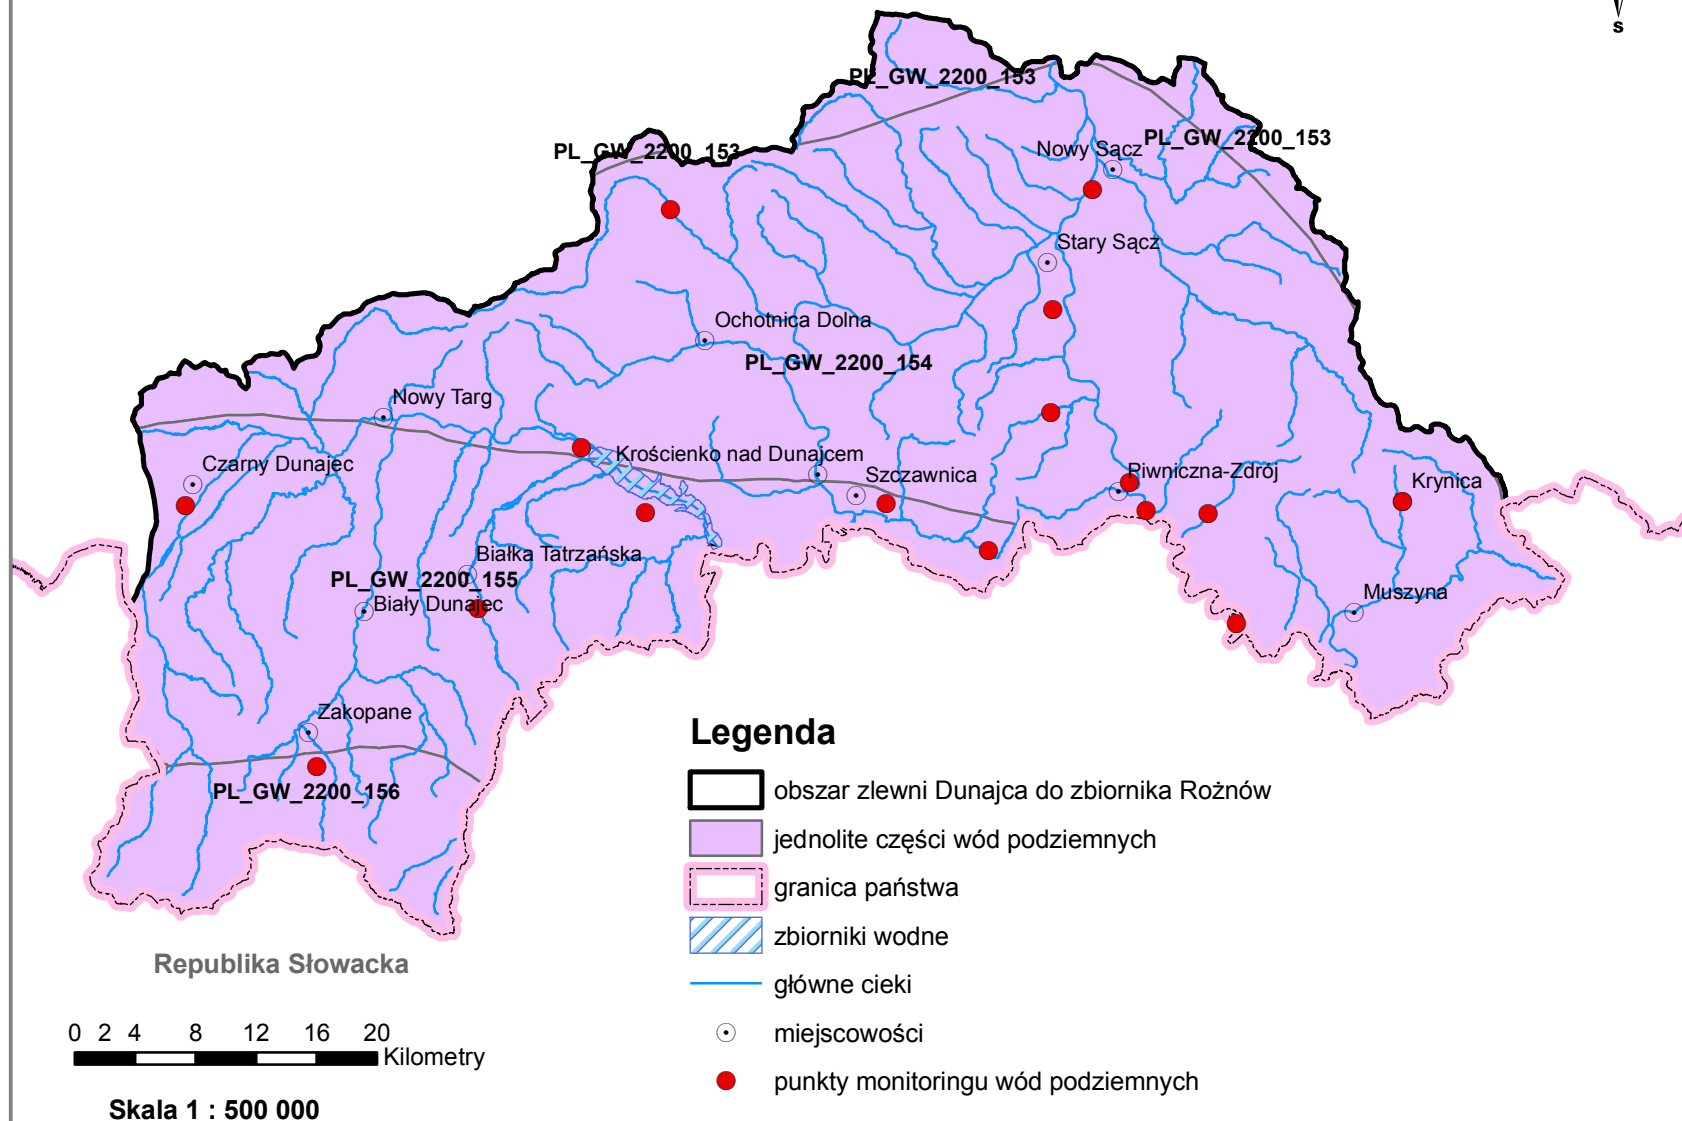 S
PL_GW_2200_153
PL_GW_2200_153
PL_GW_2200_153
Nowy Sącz
Stary Sącz
Ochotnica Dolna
PL_GW_2200_154
Nowy Targ
Krościenko nad Dunajcem
Czarny Dunajec
Szczawnica
Piwniczna-Zdrój
Krynica
Białka Tatrzańska
PL_GW_2200_155
Biały Dunajec
Muszyna
Zakopane
PL_GW_2200_156
Legenda
obszar zlewni Dunajca do zbiornika Rożnów
jednolite części wód podziemnych
granica państwa
zbiorniki wodne
główne cieki
miejscowości
punkty monitoringu wód podziemnych
Republika Słowacka
0 2 4 8 12 16 20
Kilometry
Skala 1 : 500 000